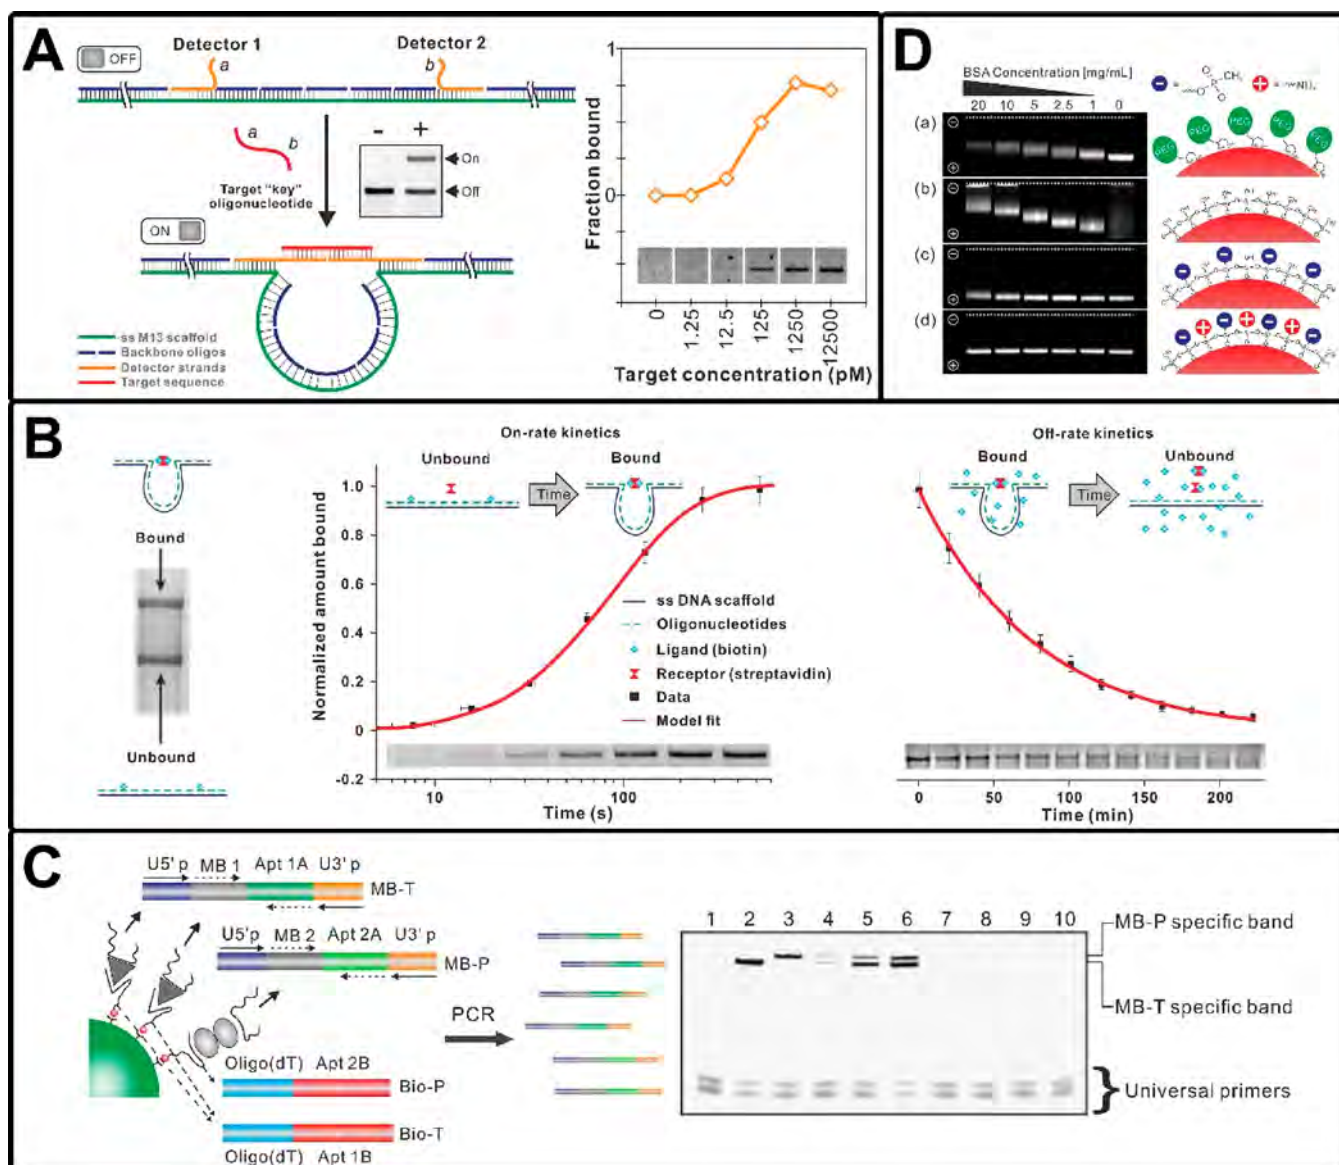 A
OFF
Detector 1
Detector 2
a
b
a
b
Target "key"
oligonucleotide
- +
On
Off
ON
ss M13 scaffold
Backbone oligos
Detector strands
Target sequence
Fraction bound
1
0
0
1.25
12.5
125
1250
12500
Target concentration (pM)
D
BSA Concentration [mg/mL]
20 10 5 2.5 1 0
(a)
(b)
(c)
(d)
PEG PEG PEG PEG PEG
B
Bound
Unbound
On-rate kinetics
Unbound
Bound
Time
Normalized amount bound
1.0
0.8
0.6
0.4
0.2
0
-0.2
ss DNA scaffold
Oligonucleotides
Ligand (biotin)
Receptor (streptavidin)
Data
Model fit
10 100
Time (s)
Off-rate kinetics
Bound
Unbound
Time
0 50 100 150 200
Time (min)
C
U5' p MB 1 Apt 1A U3' p
MB-T
U5'p MB 2 Apt 2A U3' p
MB-P
Oligo(dT) Apt 2B
Bio-P
Bio-T
Oligo(dT) Apt 1B
PCR
1 2 3 4 5 6 7 8 9 10
MB-P specific band
MB-T specific band
Universal primers